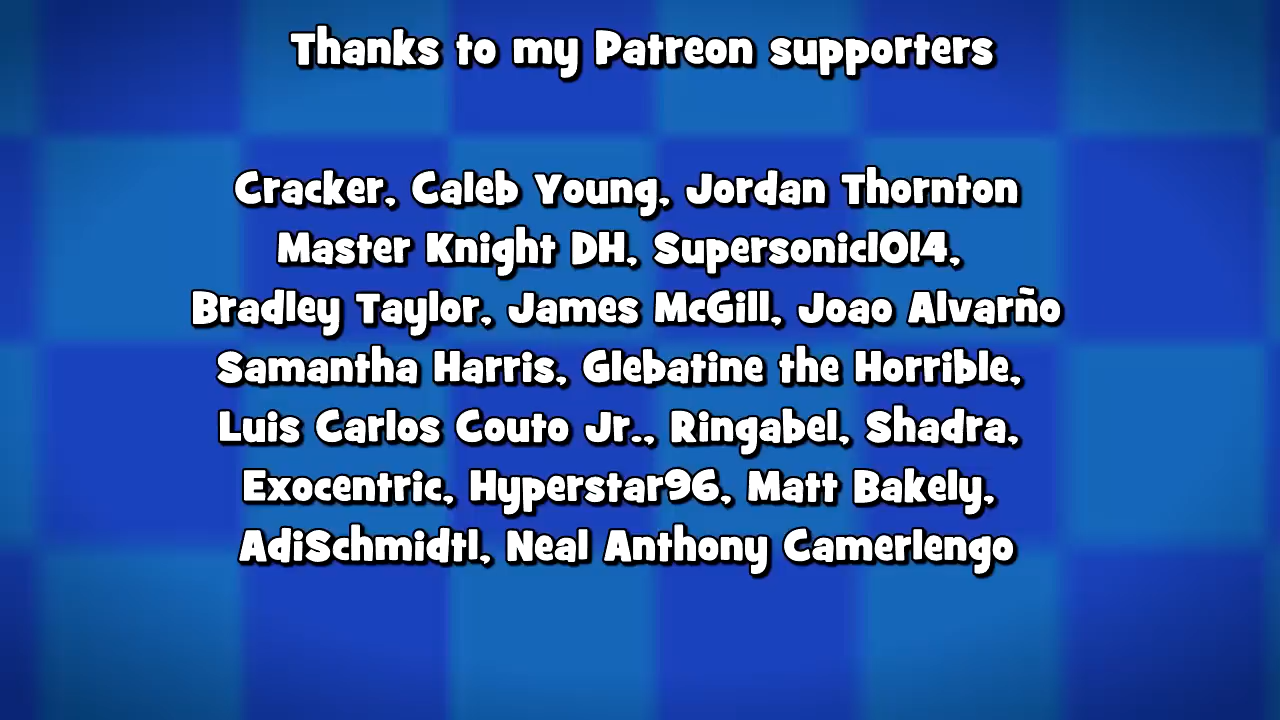 Thanks to my Patreon supporters
Cracker, Caleb Young, Jordan Thornton
Master Knight DH, Supersonic1014,
Bradley Taylor, James McGill, Joao Alvarño
Samantha Harris, Glebatine the Horrible,
Luis Carlos Couto Jr., Ringabel, Shadra,
Exocentric, Hyperstar96, Matt Bakely,
AdiSchmidt1, Neal Anthony Camerlengo